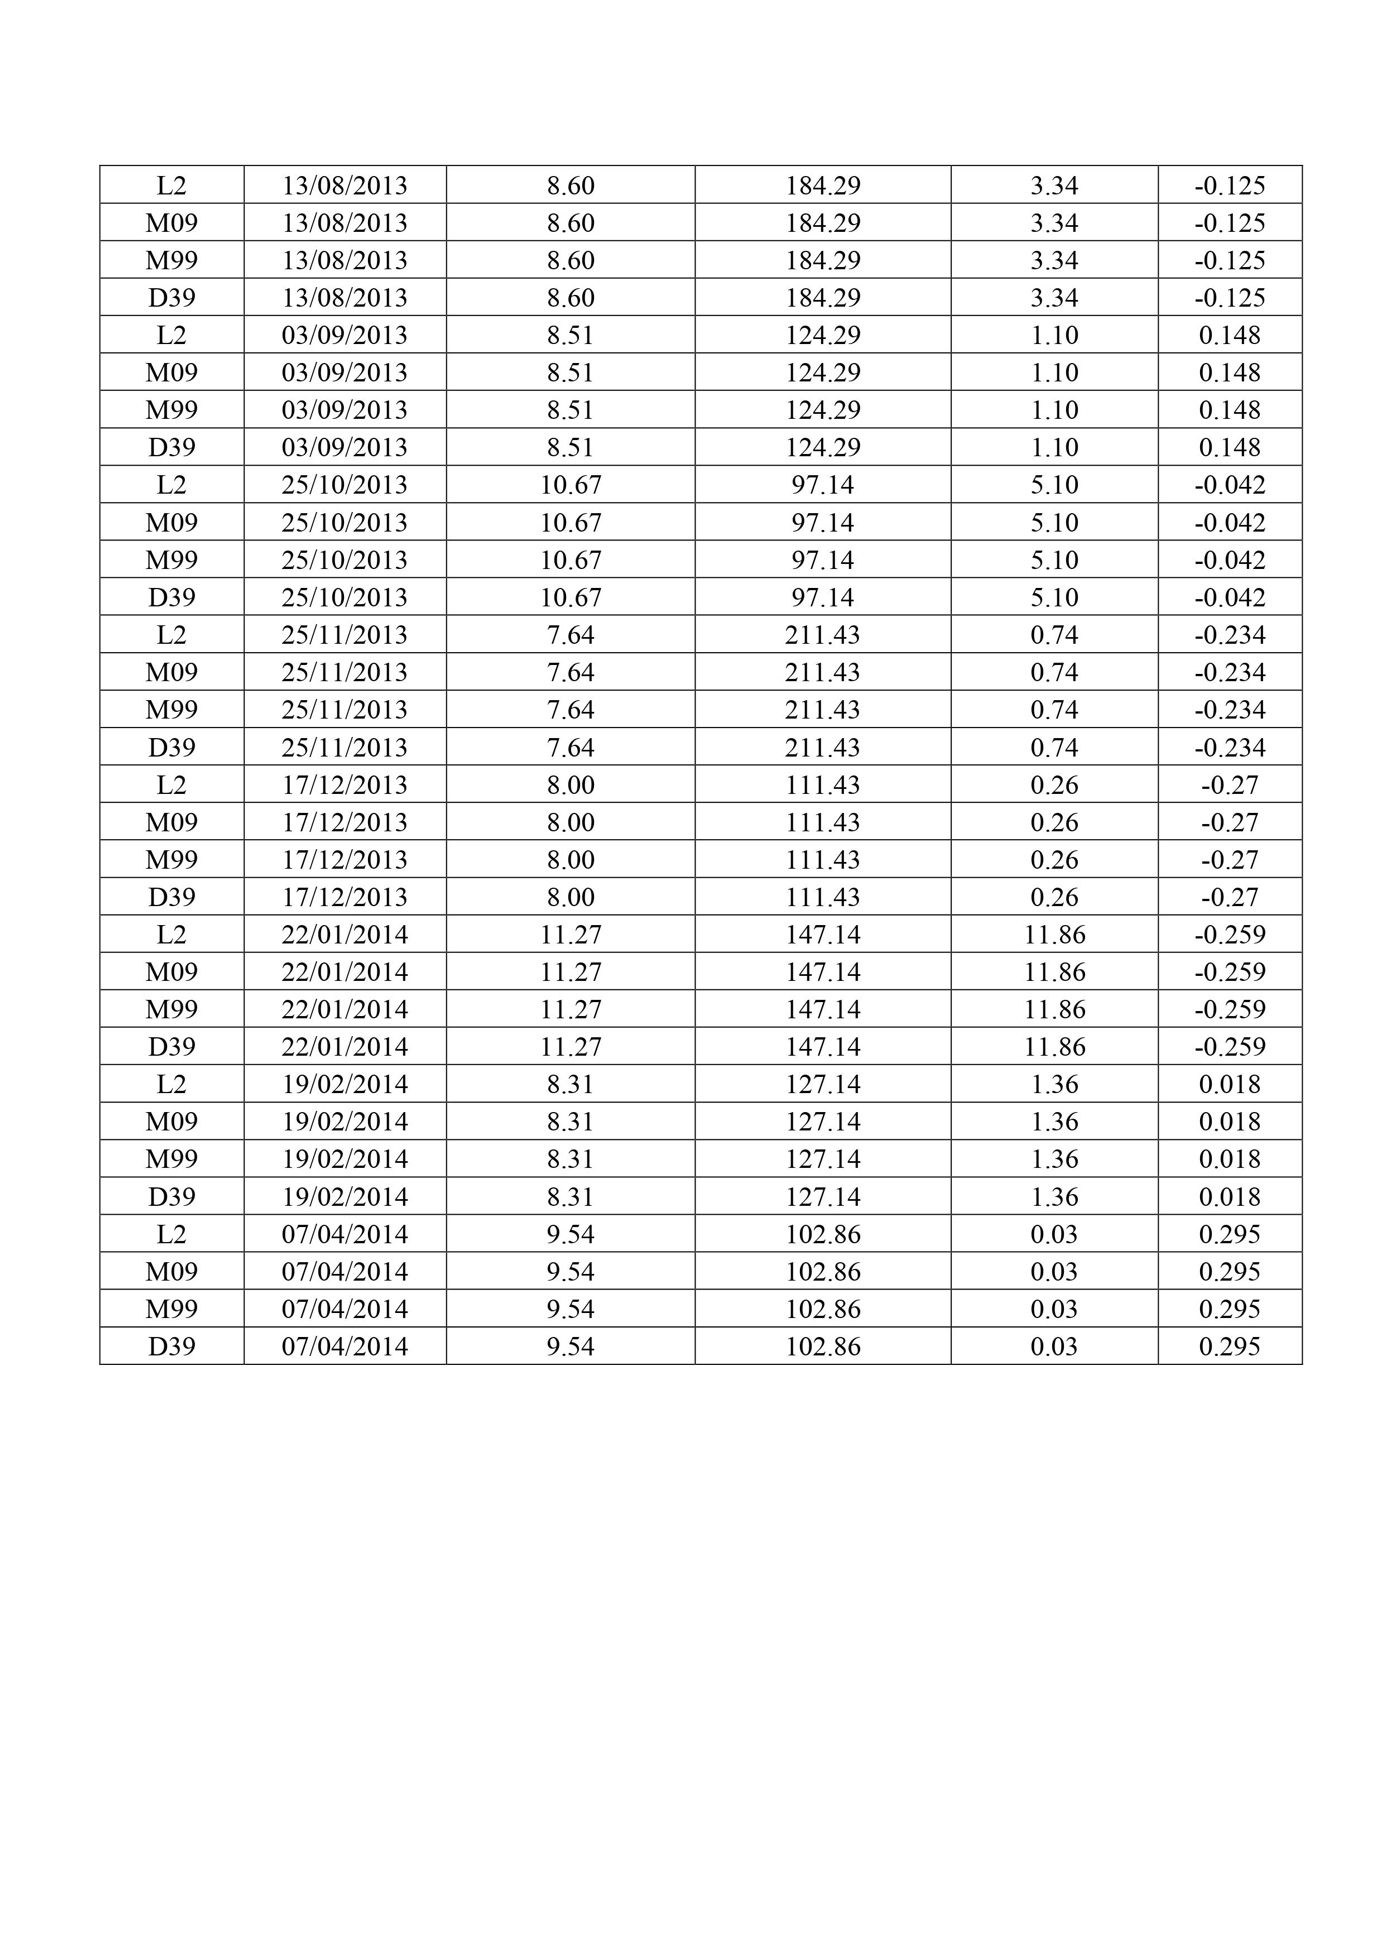 L2 13/08/2013 8.60 184.29 3.34 -0.125
M09 13/08/2013 8.60 184.29 3.34 -0.125
M99 13/08/2013 8.60 184.29 3.34 -0.125
D39 13/08/2013 8.60 184.29 3.34 -0.125
L2 03/09/2013 8.51 124.29 1.10 0.148
M09 03/09/2013 8.51 124.29 1.10 0.148
M99 03/09/2013 8.51 124.29 1.10 0.148
D39 03/09/2013 8.51 124.29 1.10 0.148
L2 25/10/2013 10.67 97.14 5.10 -0.042
M09 25/10/2013 10.67 97.14 5.10 -0.042
M99 25/10/2013 10.67 97.14 5.10 -0.042
D39 25/10/2013 10.67 97.14 5.10 -0.042
L2 25/11/2013 7.64 211.43 0.74 -0.234
M09 25/11/2013 7.64 211.43 0.74 -0.234
M99 25/11/2013 7.64 211.43 0.74 -0.234
D39 25/11/2013 7.64 211.43 0.74 -0.234
L2 17/12/2013 8.00 111.43 0.26 -0.27
M09 17/12/2013 8.00 111.43 0.26 -0.27
M99 17/12/2013 8.00 111.43 0.26 -0.27
D39 17/12/2013 8.00 111.43 0.26 -0.27
L2 22/01/2014 11.27 147.14 11.86 -0.259
M09 22/01/2014 11.27 147.14 11.86 -0.259
M99 22/01/2014 11.27 147.14 11.86 -0.259
D39 22/01/2014 11.27 147.14 11.86 -0.259
L2 19/02/2014 8.31 127.14 1.36 0.018
M09 19/02/2014 8.31 127.14 1.36 0.018
M99 19/02/2014 8.31 127.14 1.36 0.018
D39 19/02/2014 8.31 127.14 1.36 0.018
L2 07/04/2014 9.54 102.86 0.03 0.295
M09 07/04/2014 9.54 102.86 0.03 0.295
M99 07/04/2014 9.54 102.86 0.03 0.295
D39 07/04/2014 9.54 102.86 0.03 0.295